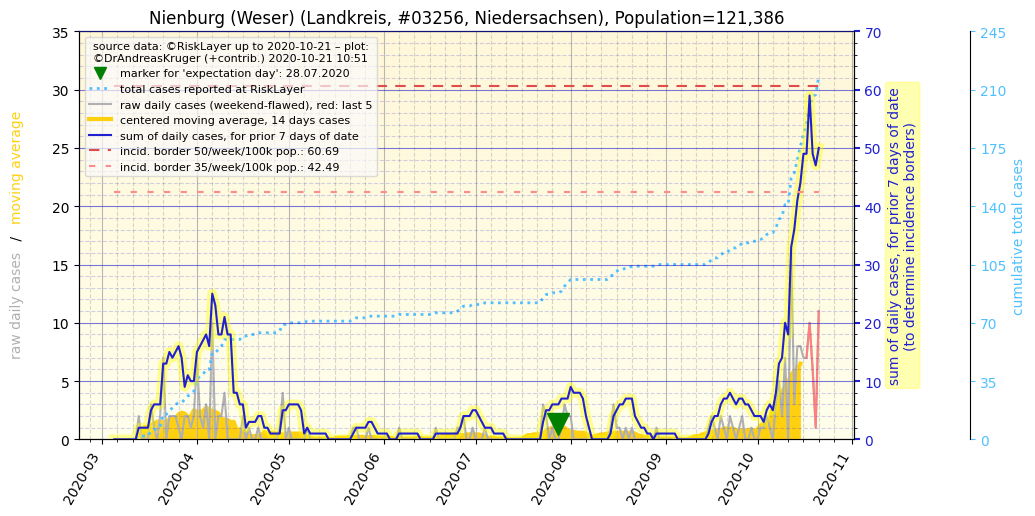 Nienburg (Weser) (Landkreis, #03256, Niedersachsen), Population=121,386
source data: ©RiskLayer up to 2020-10-21 – plot:
©DrAndreasKruger (+contrib.) 2020-10-21 10:51
marker for 'expectation day': 28.07.2020
total cases reported at RiskLayer
raw daily cases (weekend-flawed), red: last 5
centered moving average, 14 days cases
sum of daily cases, for prior 7 days of date
incid. border 50/week/100k pop.: 60.69
incid. border 35/week/100k pop.: 42.49
raw daily cases / moving average
35
30
25
20
15
10
5
0
2020-03
2020-04
2020-05
2020-06
2020-07
2020-08
2020-09
2020-10
2020-11
70
60
50
40
30
20
10
0
sum of daily cases, for prior 7 days of date
(to determine incidence borders)
245
210
175
140
105
70
35
0
cumulative total cases